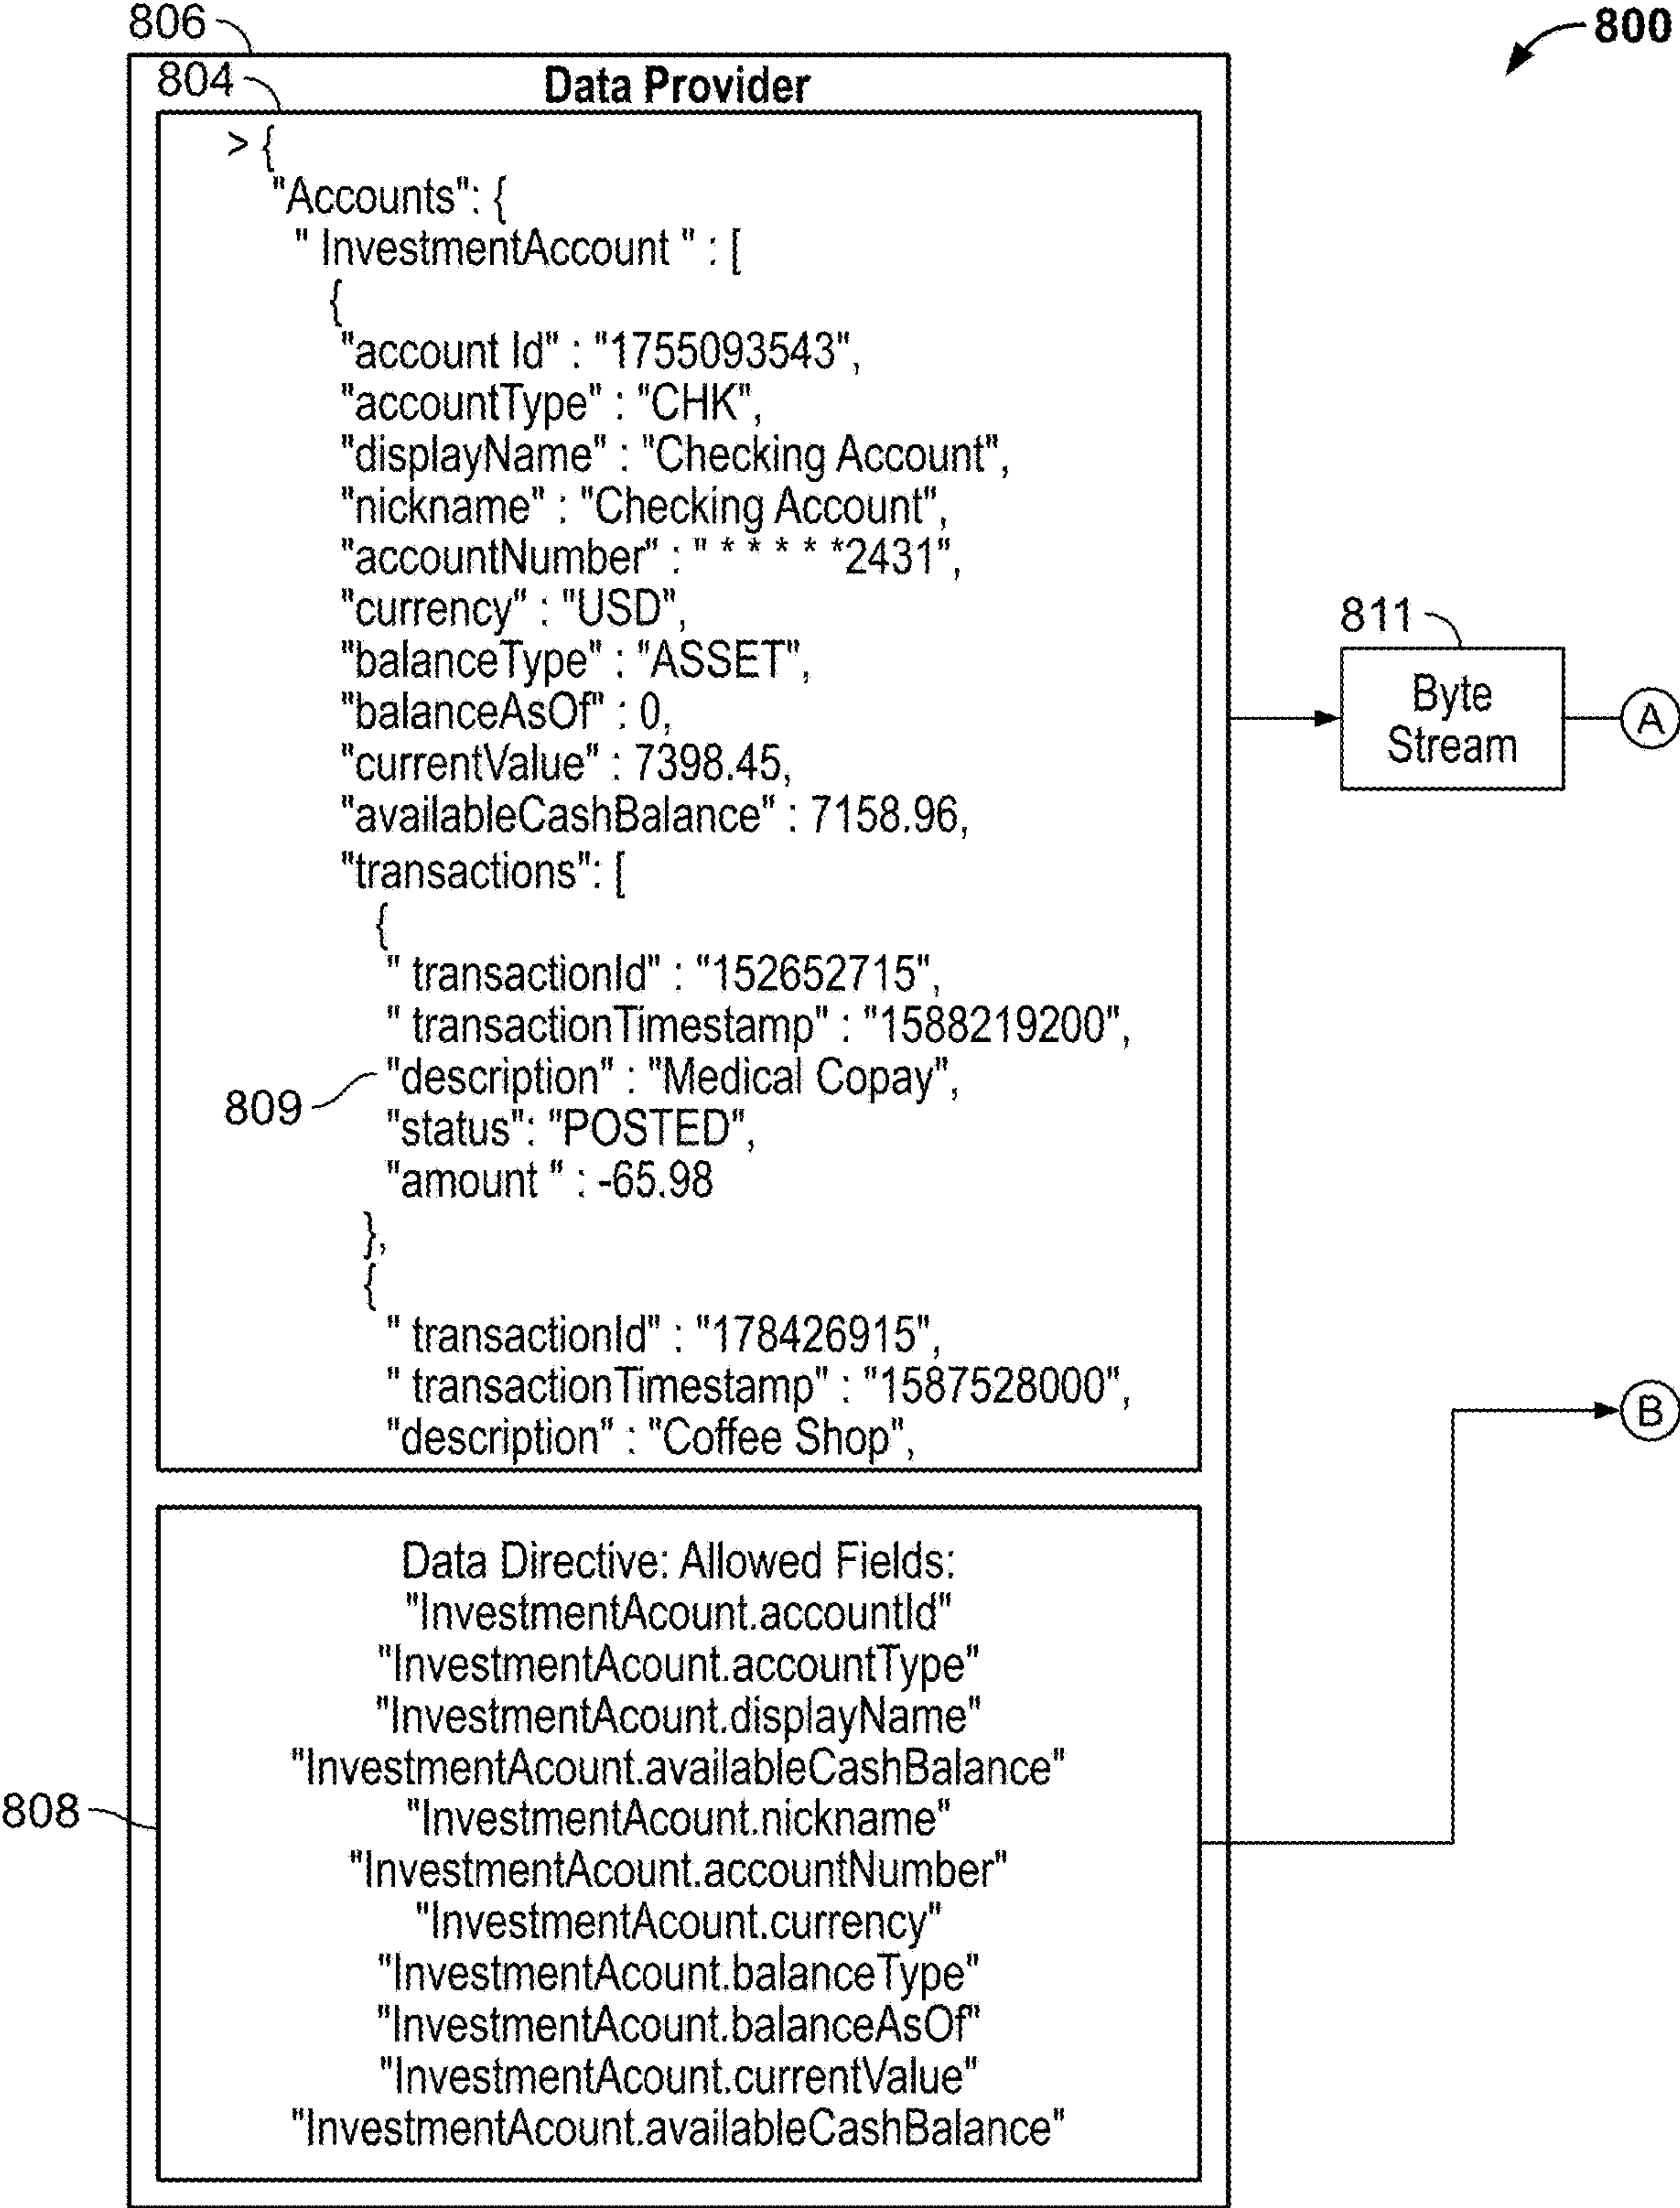 806
800
804
Data Provider
> {
"Accounts": {
" InvestmentAccount " : [
{
"account Id" : "1755093543",
"accountType" : "CHK",
"displayName" : "Checking Account",
"nickname" : "Checking Account",
"accountNumber" : " * * * * *2431",
"currency" : "USD",
"balanceType" : "ASSET",
"balanceAsOf" : 0,
"currentValue" : 7398.45,
"availableCashBalance" : 7158.96,
"transactions": [
{
" transactionId" : "152652715",
" transactionTimestamp" : "1588219200",
"description" : "Medical Copay",
809
"status": "POSTED",
"amount " : -65.98
},
{
" transactionId" : "178426915",
" transactionTimestamp" : "1587528000",
"description" : "Coffee Shop",
811
Byte
Stream
A
B
Data Directive: Allowed Fields:
"InvestmentAcount.accountId"
"InvestmentAcount.accountType"
"InvestmentAcount.displayName"
"InvestmentAcount.availableCashBalance"
808
"InvestmentAcount.nickname"
"InvestmentAcount.accountNumber"
"InvestmentAcount.currency"
"InvestmentAcount.balanceType"
"InvestmentAcount.balanceAsOf"
"InvestmentAcount.currentValue"
"InvestmentAcount.availableCashBalance"